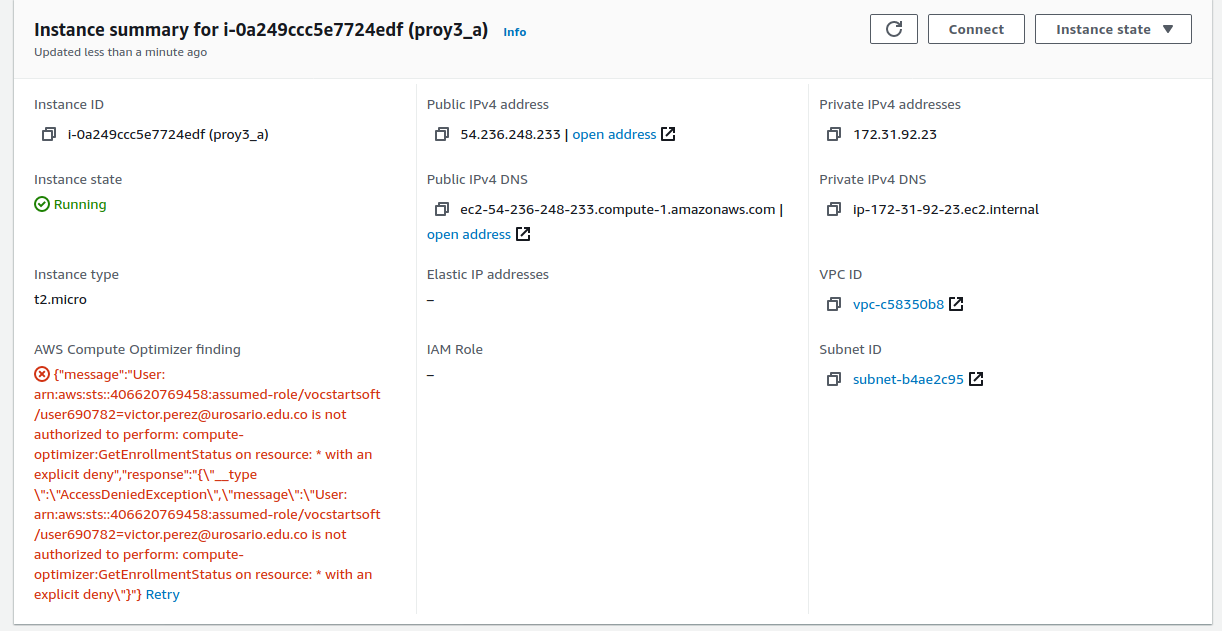 Instance summary for i-0a249ccc5e7724edf (proy3_a) Info
Updated less than a minute ago
Connect
Instance state
Instance ID
i-0a249ccc5e7724edf (proy3_a)
Public IPv4 address
54.236.248.233 | open address
Private IPv4 addresses
172.31.92.23
Instance state
Running
Public IPv4 DNS
ec2-54-236-248-233.compute-1.amazonaws.com |
open address
Private IPv4 DNS
ip-172-31-92-23.ec2.internal
Instance type
t2.micro
Elastic IP addresses
–
VPC ID
vpc-c58350b8
AWS Compute Optimizer finding
{"message":"User:
arn:aws:sts::406620769458:assumed-role/vocstartsoft
/user690782=victor.perez@urosario.edu.co is not
authorized to perform: compute-
optimizer:GetEnrollmentStatus on resource: * with an
explicit deny","response":"{\"__type
\":\"AccessDeniedException\",\"message\":\"User:
arn:aws:sts::406620769458:assumed-role/vocstartsoft
/user690782=victor.perez@urosario.edu.co is not
authorized to perform: compute-
optimizer:GetEnrollmentStatus on resource: * with an
explicit deny\"}"} Retry
IAM Role
–
Subnet ID
subnet-b4ae2c95